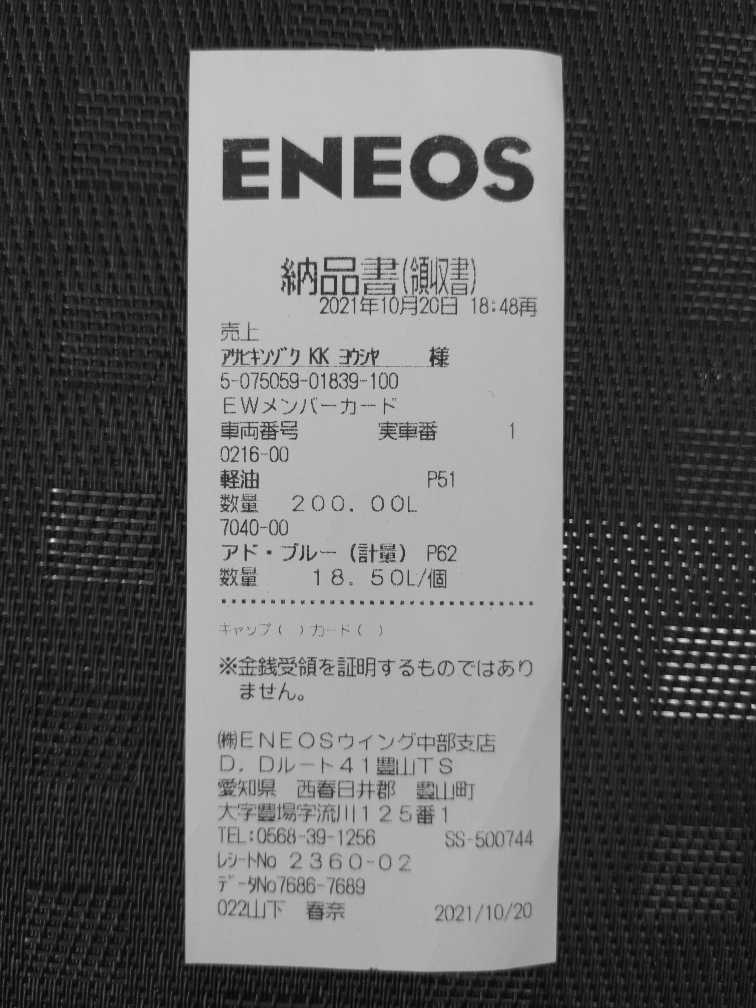 ENEOS
納品書(領収書)
2021年10月20日 18:48再
売上
ｱｻﾋｷﾝｿﾞｸ KK ﾖｳｼﾔ 様
5-075059-01839-100
ＥＷメンバーカード
車両番号 実車番 1
0216-00
軽油 P51
数量 ２００．００L
7040-00
アド・ブルー（計量） P62
数量 １８．５０L/個
ｷｬｯﾌﾟ( ) ｶｰﾄﾞ( )
※金銭受領を証明するものではあり
ません。
㈱ＥＮＥＯＳウイング中部支店
Ｄ．Ｄルート４１豊山ＴＳ
愛知県 西春日井郡 豊山町
大字豊場字流川１２５番１
TEL:0568-39-1256 SS-500744
ﾚｼｰﾄNo ２３６０-０２
ﾃﾞｰﾀNo7686-7689
022山下 春奈 2021/10/20